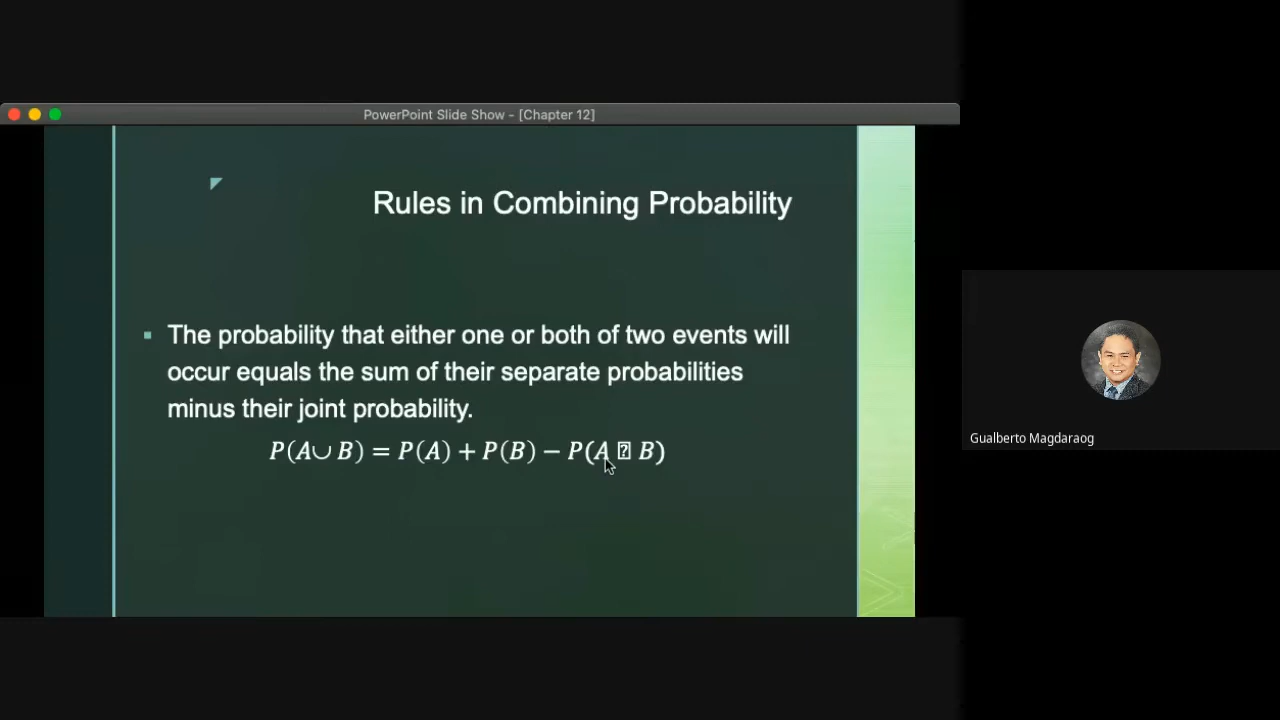 PowerPoint Slide Show - [Chapter 12]
Rules in Combining Probability
▪ The probability that either one or both of two events will
occur equals the sum of their separate probabilities
minus their joint probability.
P(A∪ B) = P(A) + P(B) − P(A ⍰ B)
Gualberto Magdaraog